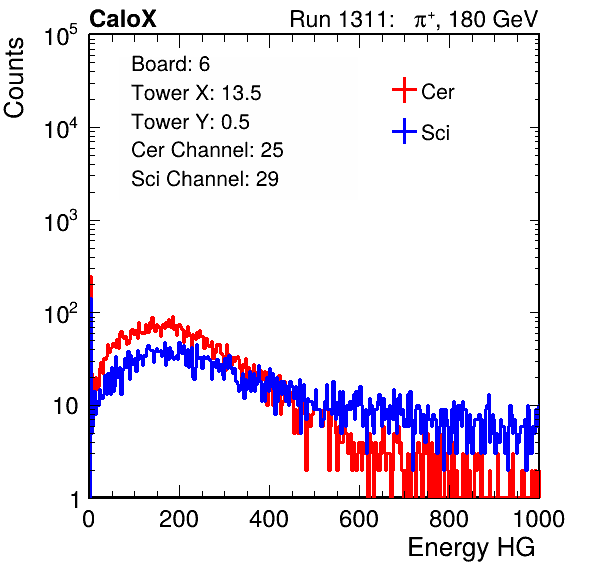 CaloX Run 1311: π⁺, 180 GeV
Counts
10⁵
10⁴
10³
10²
10
1
Board: 6
Tower X: 13.5
Tower Y: 0.5
Cer Channel: 25
Sci Channel: 29
Cer
Sci
0 200 400 600 800 1000
Energy HG